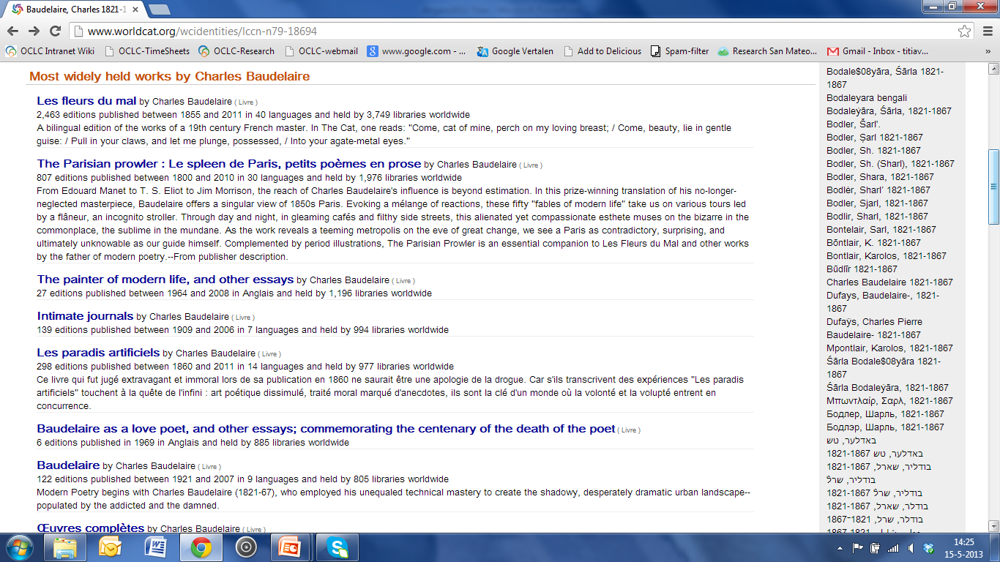 Baudelaire, Charles 1821-1
www.worldcat.org/wcidentities/lccn-n79-18694
OCLC Intranet Wiki OCLC-TimeSheets OCLC-Research OCLC-webmail www.google.com - ... Google Vertalen Add to Delicious Spam-filter Research San Mateo... Gmail - Inbox - titiav... »
Most widely held works by Charles Baudelaire
Les fleurs du mal by Charles Baudelaire ( Livre )
2,463 editions published between 1855 and 2011 in 40 languages and held by 3,749 libraries worldwide
A bilingual edition of the works of a 19th century French master. In The Cat, one reads: "Come, cat of mine, perch on my loving breast; / Come, beauty, lie in gentle
guise: / Pull in your claws, and let me plunge, possessed, / Into your agate-metal eyes."
The Parisian prowler : Le spleen de Paris, petits poèmes en prose by Charles Baudelaire ( Livre )
807 editions published between 1800 and 2010 in 30 languages and held by 1,976 libraries worldwide
From Edouard Manet to T. S. Eliot to Jim Morrison, the reach of Charles Baudelaire's influence is beyond estimation. In this prize-winning translation of his no-longer-
neglected masterpiece, Baudelaire offers a singular view of 1850s Paris. Evoking a mélange of reactions, these fifty "fables of modern life" take us on various tours led
by a flâneur, an incognito stroller. Through day and night, in gleaming cafés and filthy side streets, this alienated yet compassionate esthete muses on the bizarre in the
commonplace, the sublime in the mundane. As the work reveals a teeming metropolis on the eve of great change, we see a Paris as contradictory, surprising, and
ultimately unknowable as our guide himself. Complemented by period illustrations, The Parisian Prowler is an essential companion to Les Fleurs du Mal and other works
by the father of modern poetry.--From publisher description.
The painter of modern life, and other essays by Charles Baudelaire ( Livre )
27 editions published between 1964 and 2008 in Anglais and held by 1,196 libraries worldwide
Intimate journals by Charles Baudelaire ( Livre )
139 editions published between 1909 and 2006 in 7 languages and held by 994 libraries worldwide
Les paradis artificiels by Charles Baudelaire ( Livre )
298 editions published between 1860 and 2011 in 14 languages and held by 977 libraries worldwide
Ce livre qui fut jugé extravagant et immoral lors de sa publication en 1860 ne saurait être une apologie de la drogue. Car s'ils transcrivent des expériences "Les paradis
artificiels" touchent à la quête de l'infini : art poétique dissimulé, traité moral marqué d'anecdotes, ils sont la clé d'un monde où la volonté et la volupté entrent en
concurrence.
Baudelaire as a love poet, and other essays; commemorating the centenary of the death of the poet ( Livre )
6 editions published in 1969 in Anglais and held by 885 libraries worldwide
Baudelaire by Charles Baudelaire ( Livre )
122 editions published between 1921 and 2007 in 9 languages and held by 805 libraries worldwide
Modern Poetry begins with Charles Baudelaire (1821-67), who employed his unequaled technical mastery to create the shadowy, desperately dramatic urban landscape--
populated by the addicted and the damned.
Œuvres complètes by Charles Baudelaire ( Livre )
Bodale$08yāra, Śārla 1821-
1867
Bodaleyara bengali
Bodaleẏāra, Śārla, 1821-1867
Bodler, Šarl'.
Bodler, Şarl 1821-1867
Bodler, Sh. 1821-1867
Bodler, Sh. (Sharl), 1821-1867
Bodler, Shara, 1821-1867
Bodlėr, Sharlʹ 1821-1867
Bodler, Sjarl, 1821-1867
Bodlir, Sharl, 1821-1867
Bontelair, Sarl, 1821-1867
Bōntlair, K. 1821-1867
Bontlair, Karolos, 1821-1867
Būdlīr 1821-1867
Charles Baudelaire 1821-1867
Dufays, Baudelaire-, 1821-
1867
Dufaÿs, Charles Pierre
Baudelaire- 1821-1867
Mpontlair, Karolos, 1821-1867
Śārla Bodale$08yāra 1821-
1867
Śārla Bodaleẏāra, 1821-1867
Μπωντλαίρ, Σαρλ, 1821-1867
Бодлер, Шарль, 1821-1867
Бодлэр, Шарль, 1821-1867
באדלער, טש
באדלער, טש 1821-1867
בודליר, שארל, 1821-1867
בודליר, שרל
בודליר, שרל 1821-1867
בודלר, שארל, 1821-1867
בודלר, שרל, 1821־1867
14:25
15-5-2013